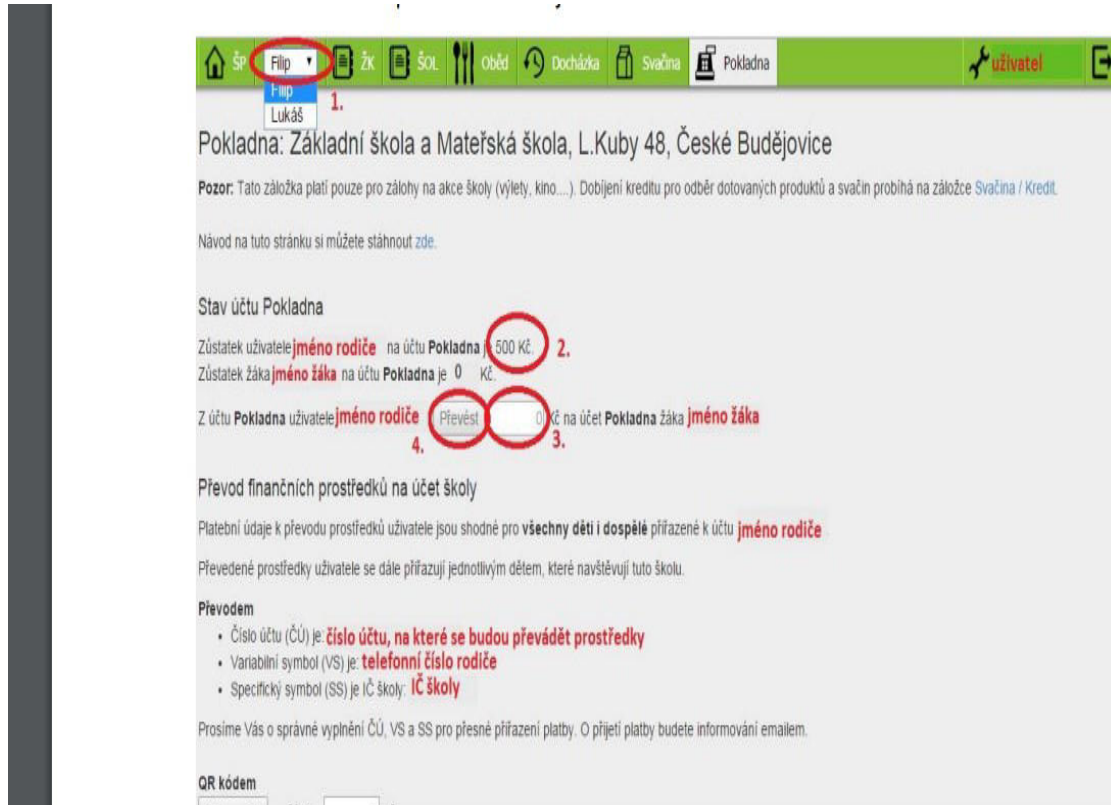 ŠP Filip ŽK ŠOL Oběd Docházka Svačina Pokladna uživatel
Filip
Lukáš
1.
Pokladna: Základní škola a Mateřská škola, L.Kuby 48, České Budějovice
Pozor: Tato záložka platí pouze pro zálohy na akce školy (výlety, kino....). Dobíjení kreditu pro odběr dotovaných produktů a svačin probíhá na záložce Svačina / Kredit.
Návod na tuto stránku si můžete stáhnout zde.
Stav účtu Pokladna
Zůstatek uživatele jméno rodiče na účtu Pokladna je 500 Kč. 2.
Zůstatek žáka jméno žáka na účtu Pokladna je 0 Kč.
Z účtu Pokladna uživatele jméno rodiče Převést 0 Kč na účet Pokladna žáka jméno žáka
4. 3.
Převod finančních prostředků na účet školy
Platební údaje k převodu prostředků uživatele jsou shodné pro všechny děti i dospělé přiřazené k účtu jméno rodiče.
Převedené prostředky uživatele se dále přiřazují jednotlivým dětem, které navštěvují tuto školu.
Převodem
• Číslo účtu (ČÚ) je: číslo účtu, na které se budou převádět prostředky
• Variabilní symbol (VS) je: telefonní číslo rodiče
• Specifický symbol (SS) je IČ školy: IČ školy
Prosíme Vás o správné vyplnění ČÚ, VS a SS pro přesné přiřazení platby. O přijetí platby budete informování emailem.
QR kódem